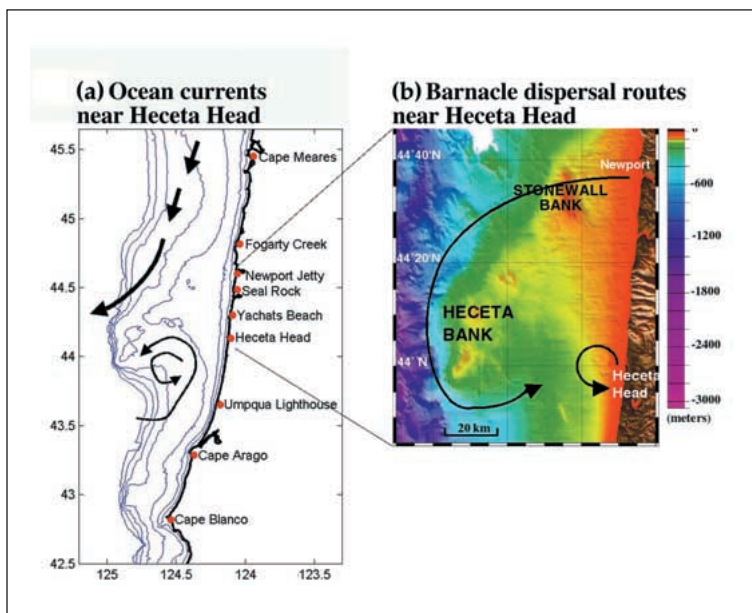 (a) Ocean currents
near Heceta Head
45.5
45
44.5
44
43.5
43
42.5
125
124.4
124
123.5
Cape Meares
Fogarty Creek
Newport Jetty
Seal Rock
Yachats Beach
Heceta Head
Umpqua Lighthouse
Cape Arago
Cape Blanco
(b) Barnacle dispersal routes
near Heceta Head
44°40'N
44°20'N
44°N
Newport
STONEWALL
BANK
HECETA
BANK
Heceta
Head
20 km
0
-600
-1200
-1800
-2400
-3000
(meters)